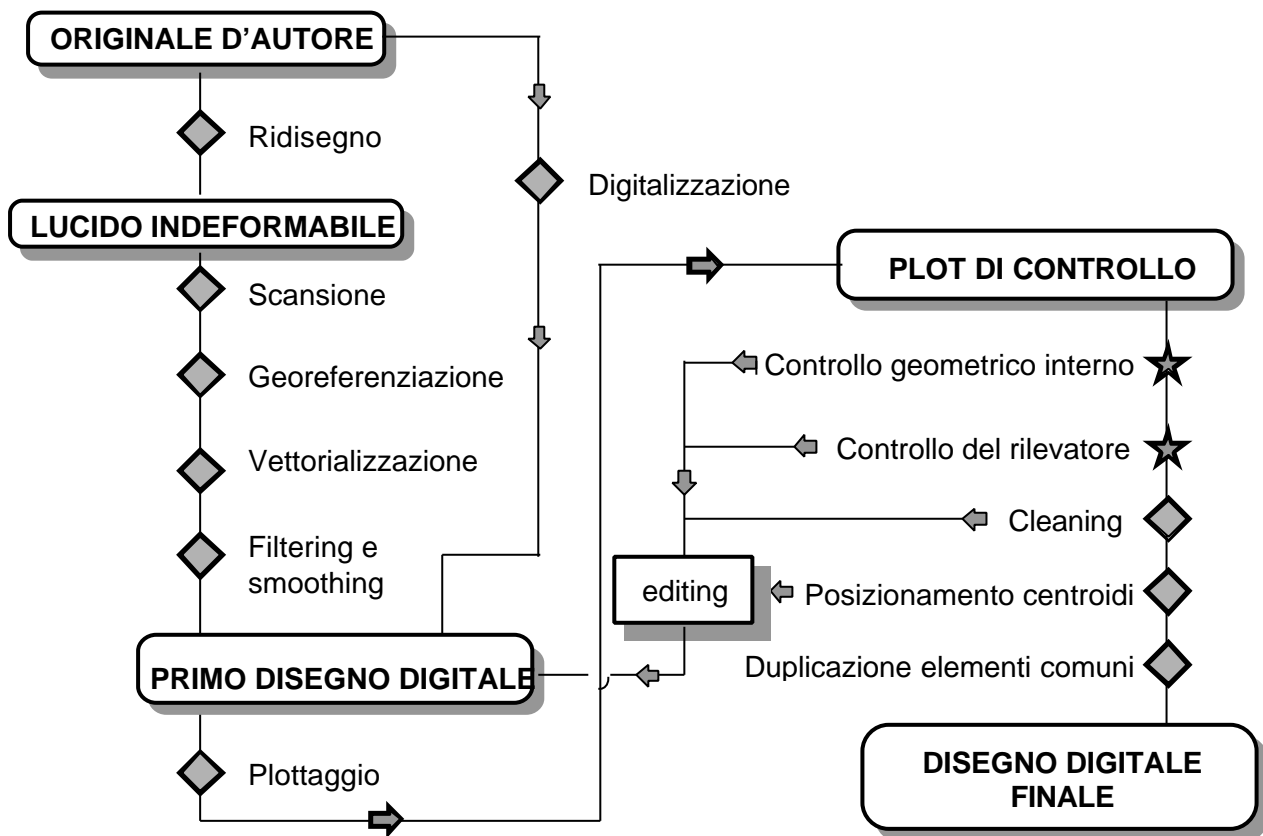 ORIGINALE D'AUTORE
Ridisegno
Digitalizzazione
LUCIDO INDEFORMABILE
Scansione
Georeferenziazione
Vettorializzazione
Filtering e
smoothing
PRIMO DISEGNO DIGITALE
Plottaggio
PLOT DI CONTROLLO
Controllo geometrico interno
Controllo del rilevatore
Cleaning
editing
Posizionamento centroidi
Duplicazione elementi comuni
DISEGNO DIGITALE
FINALE